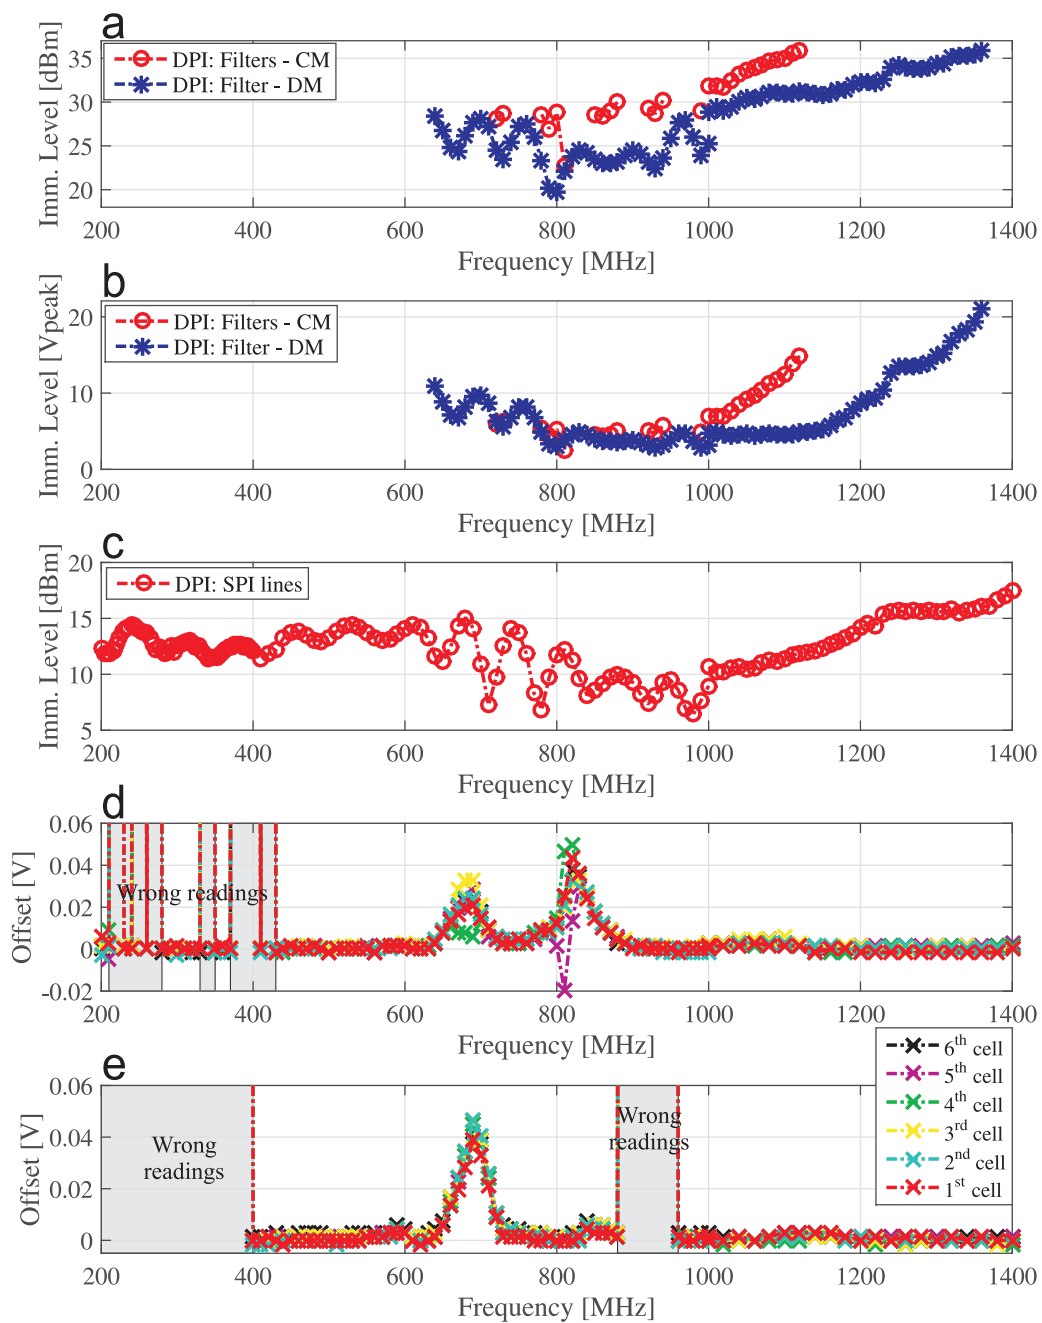 a
Imm. Level [dBm]
35
30
25
20
DPI: Filters - CM
DPI: Filter - DM
200 400 600 800 1000 1200 1400
Frequency [MHz]
b
Imm. Level [Vpeak]
20
10
0
DPI: Filters - CM
DPI: Filter - DM
200 400 600 800 1000 1200 1400
Frequency [MHz]
c
Imm. Level [dBm]
20
15
10
5
DPI: SPI lines
200 400 600 800 1000 1200 1400
Frequency [MHz]
d
Offset [V]
0.06
0.04
0.02
0
-0.02
Wrong readings
200 400 600 800 1000 1200 1400
Frequency [MHz]
6th cell
5th cell
4th cell
3rd cell
2nd cell
1st cell
e
Offset [V]
0.06
0.04
0.02
0
Wrong
readings
Wrong
readings
200 400 600 800 1000 1200 1400
Frequency [MHz]